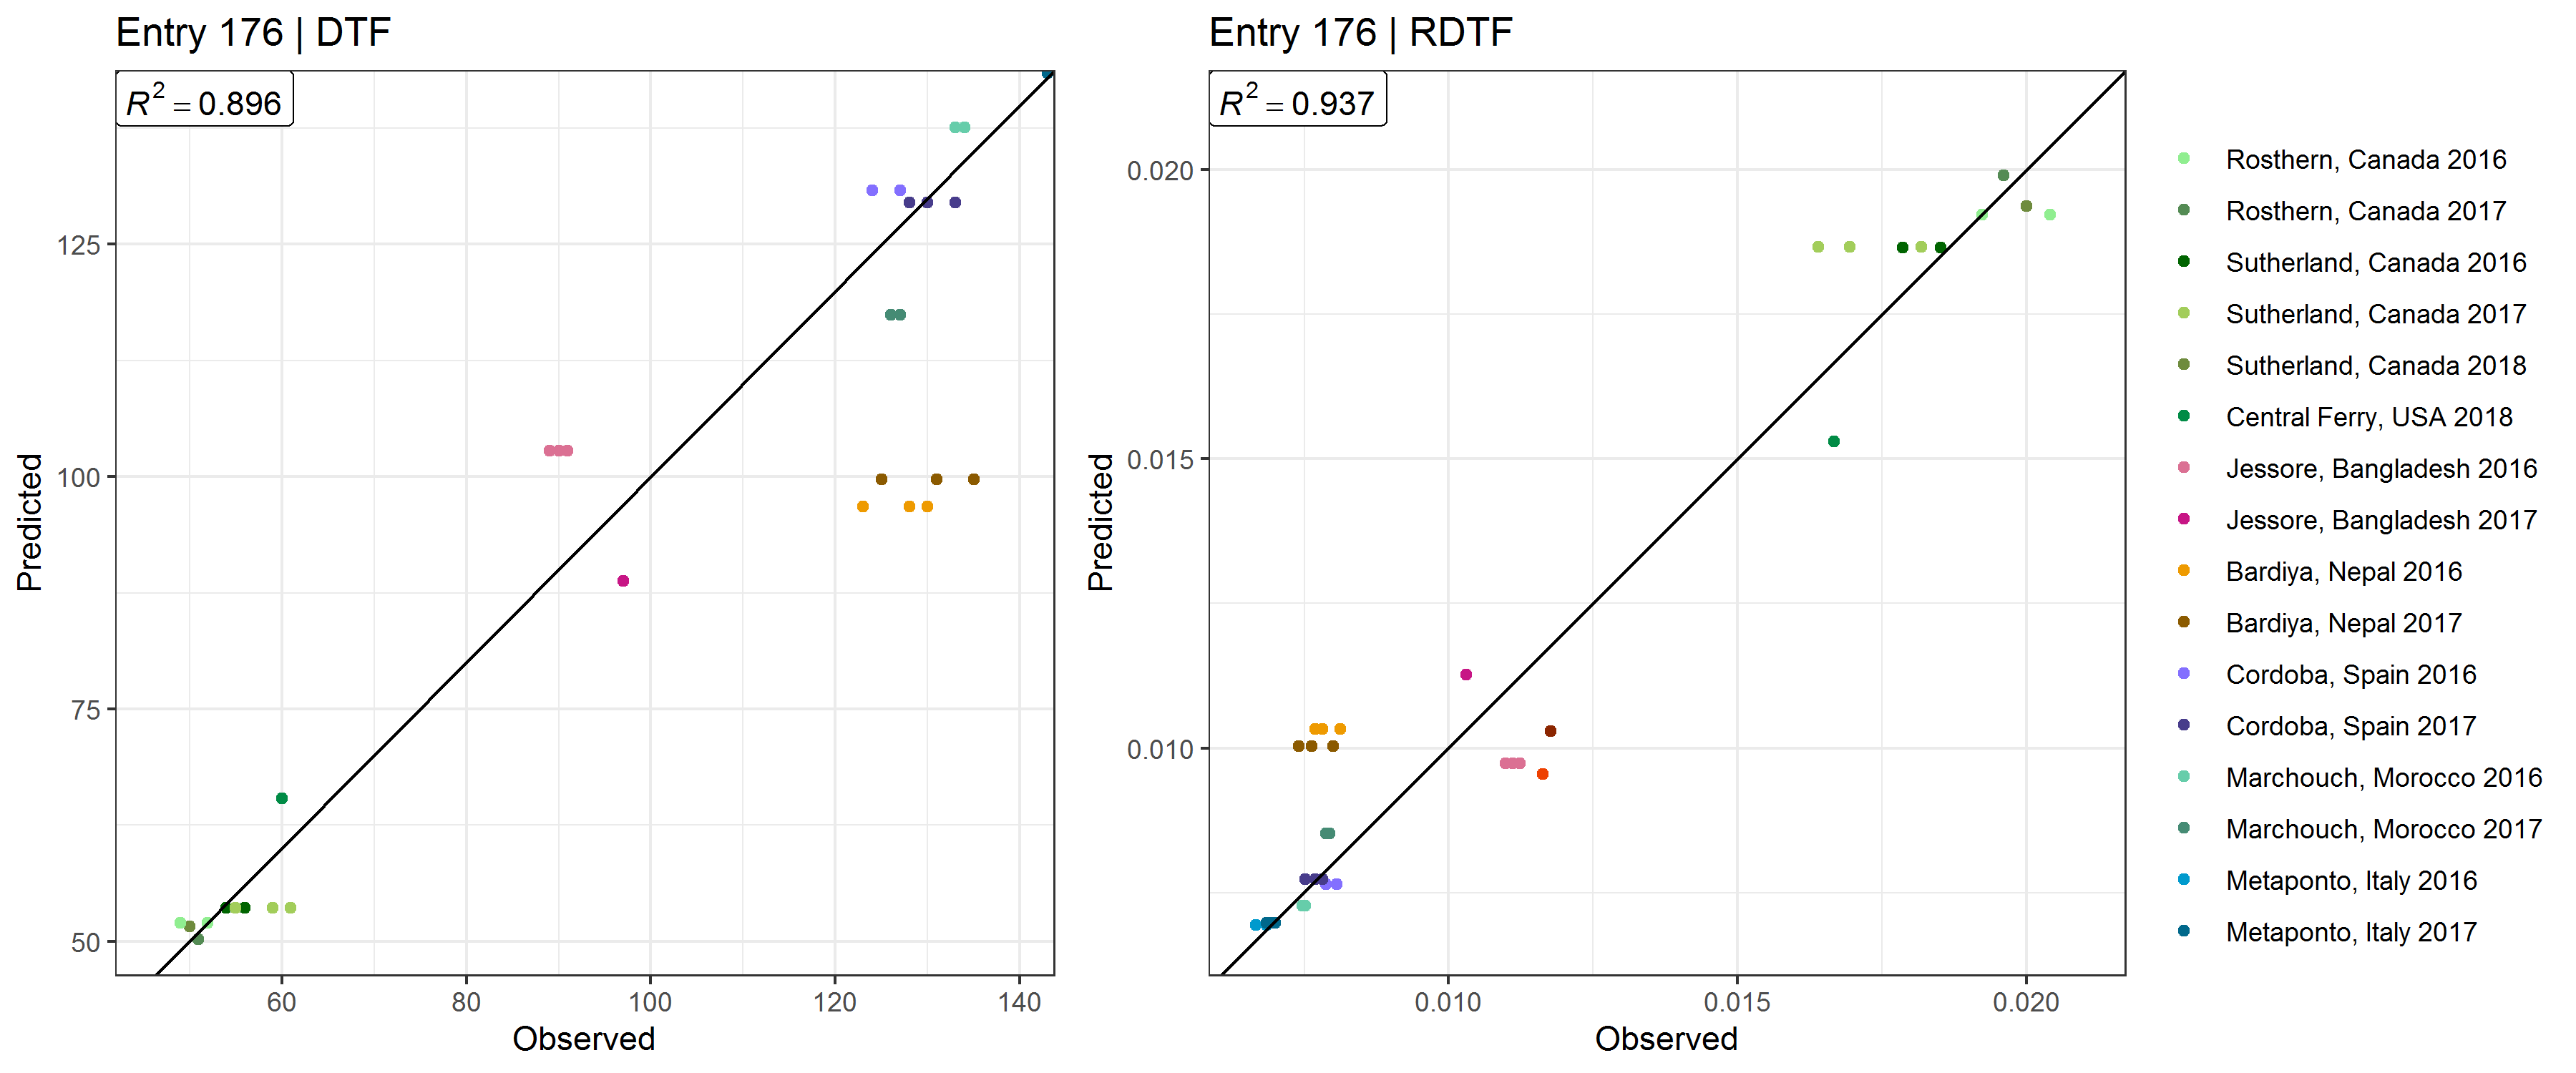 Entry 176 | DTF
R² = 0.896
125
100
75
50
Predicted
60 80 100 120 140
Observed
Entry 176 | RDTF
R² = 0.937
0.020
0.015
0.010
Predicted
0.010 0.015 0.020
Observed
Rosthern, Canada 2016
Rosthern, Canada 2017
Sutherland, Canada 2016
Sutherland, Canada 2017
Sutherland, Canada 2018
Central Ferry, USA 2018
Jessore, Bangladesh 2016
Jessore, Bangladesh 2017
Bardiya, Nepal 2016
Bardiya, Nepal 2017
Cordoba, Spain 2016
Cordoba, Spain 2017
Marchouch, Morocco 2016
Marchouch, Morocco 2017
Metaponto, Italy 2016
Metaponto, Italy 2017